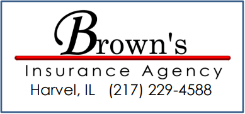 Brown's
Insurance Agency
Harvel, IL (217) 229-4588